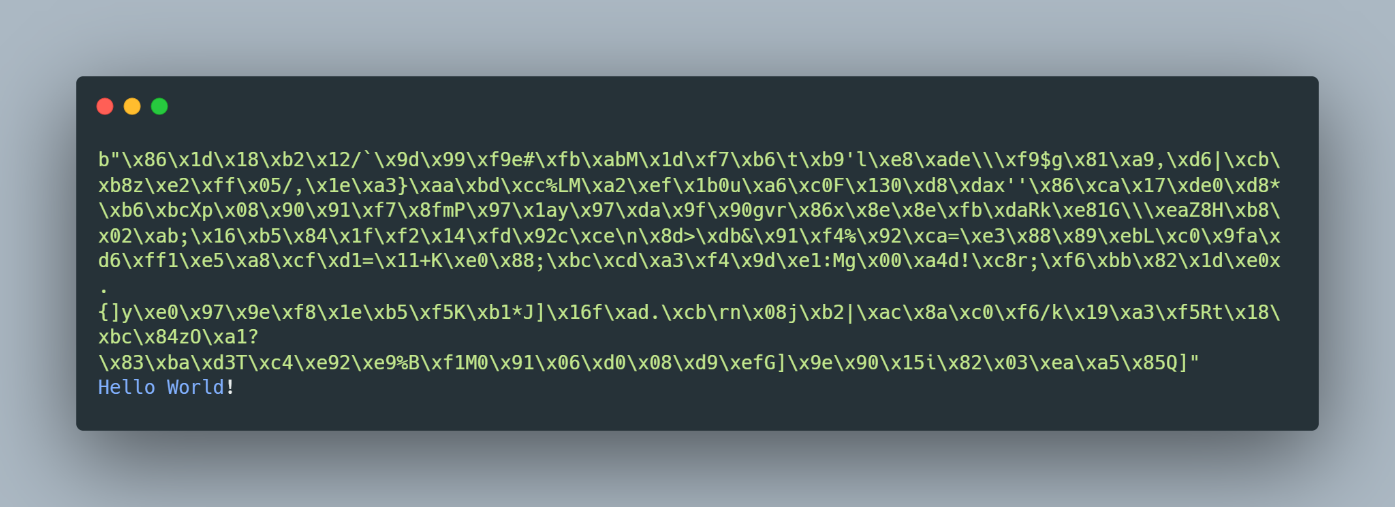 b"\x86\x1d\x18\xb2\x12/`\x9d\x99\xf9e#\xfb\xabM\x1d\xf7\xb6\t\xb9'l\xe8\xade\\\xf9$g\x81\xa9,\xd6|\xcb\
xb8z\xe2\xff\x05/,\x1e\xa3}\xaa\xbd\xcc%LM\xa2\xef\x1b0u\xa6\xc0F\x130\xd8\xdax''\x86\xca\x17\xde0\xd8*
\xb6\xbcXp\x08\x90\x91\xf7\x8fmP\x97\x1ay\x97\xda\x9f\x90gvr\x86x\x8e\x8e\xfb\xdaRk\xe81G\\\xeaZ8H\xb8\
x02\xab;\x16\xb5\x84\x1f\xf2\x14\xfd\x92c\xce\n\x8d>\xdb&\x91\xf4%\x92\xca=\xe3\x88\x89\xebL\xc0\x9fa\x
d6\xff1\xe5\xa8\xcf\xd1=\x11+K\xe0\x88;\xbc\xcd\xa3\xf4\x9d\xe1:Mg\x00\xa4d!\xc8r;\xf6\xbb\x82\x1d\xe0x
.
{]y\xe0\x97\x9e\xf8\x1e\xb5\xf5K\xb1*J]\x16f\xad.\xcb\rn\x08j\xb2|\xac\x8a\xc0\xf6/k\x19\xa3\xf5Rt\x18\
xbc\x84zO\xa1?
\x83\xba\xd3T\xc4\xe92\xe9%B\xf1M0\x91\x06\xd0\x08\xd9\xefG]\x9e\x90\x15i\x82\x03\xea\xa5\x85Q]"
Hello World!